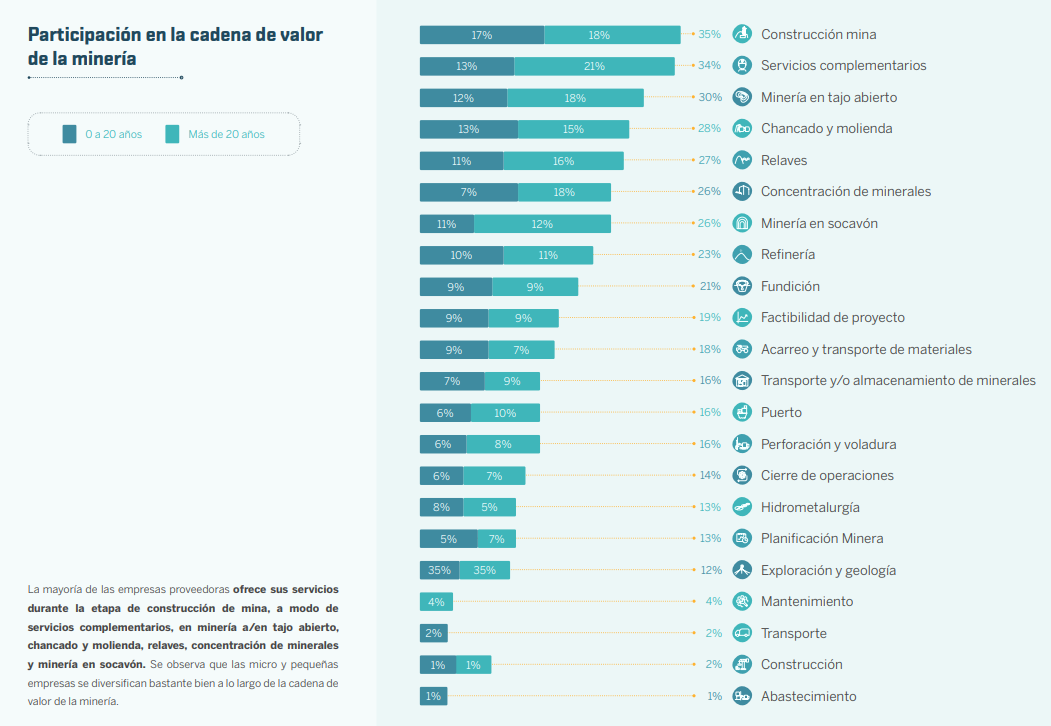 Participación en la cadena de valor
de la minería
0 a 20 años Más de 20 años
17% 18% 35% Construcción mina
13% 21% 34% Servicios complementarios
12% 18% 30% Minería en tajo abierto
13% 15% 28% Chancado y molienda
11% 16% 27% Relaves
7% 18% 26% Concentración de minerales
11% 12% 26% Minería en socavón
10% 11% 23% Refinería
9% 9% 21% Fundición
9% 9% 19% Factibilidad de proyecto
9% 7% 18% Acarreo y transporte de materiales
7% 9% 16% Transporte y/o almacenamiento de minerales
6% 10% 16% Puerto
6% 8% 16% Perforación y voladura
6% 7% 14% Cierre de operaciones
8% 5% 13% Hidrometalurgía
5% 7% 13% Planificación Minera
35% 35% 12% Exploración y geología
4% 4% Mantenimiento
2% 2% Transporte
1% 1% 2% Construcción
1% 1% Abastecimiento
La mayoría de las empresas proveedoras ofrece sus servicios
durante la etapa de construcción de mina, a modo de
servicios complementarios, en minería a/en tajo abierto,
chancado y molienda, relaves, concentración de minerales
y minería en socavón. Se observa que las micro y pequeñas
empresas se diversifican bastante bien a lo largo de la cadena de
valor de la minería.